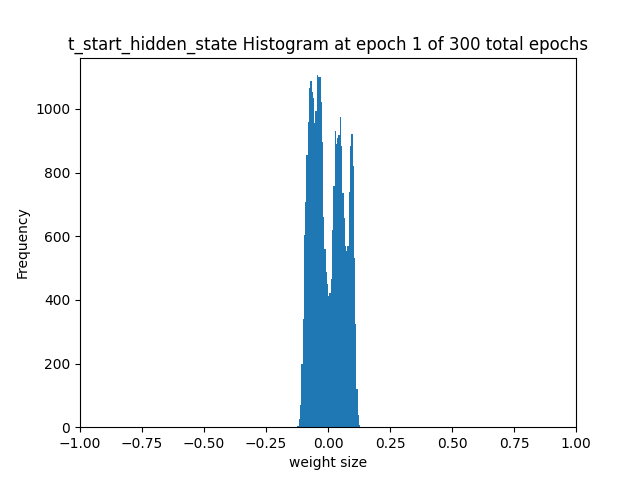 t_start_hidden_state Histogram at epoch 1 of 300 total epochs
1000
800
600
400
200
0
Frequency
−1.00 −0.75 −0.50 −0.25 0.00 0.25 0.50 0.75 1.00
weight size